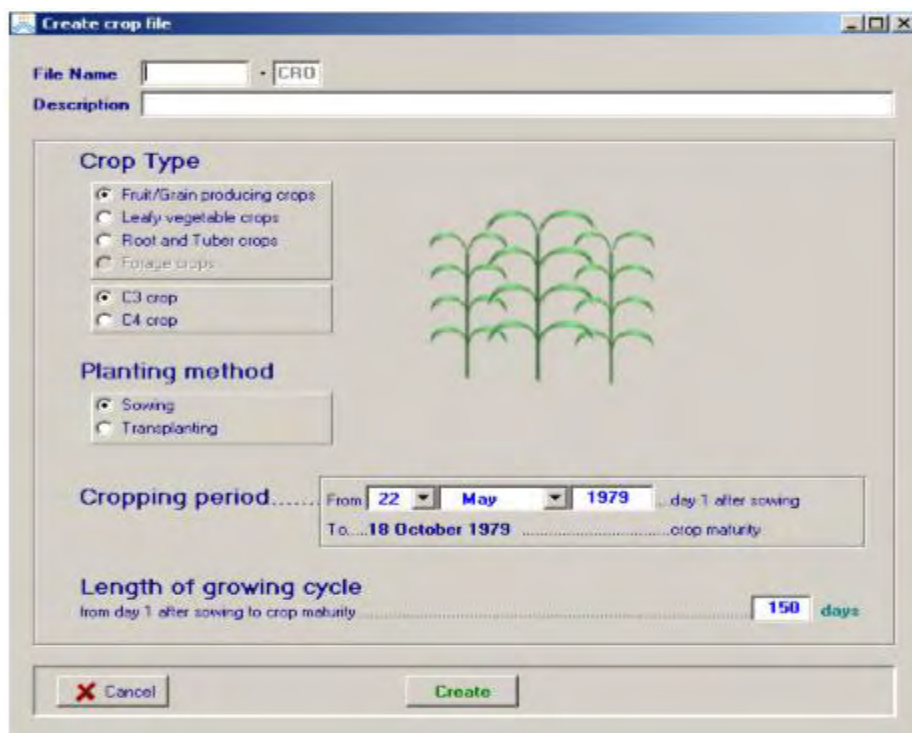 Create crop file
File Name - CRO
Description
Crop Type
Fruit/Grain producing crops
Leafy vegetable crops
Root and Tuber crops
Forage crops
C3 crop
C4 crop
Planting method
Sowing
Transplanting
Cropping period....... From 22 May 1979 ...day 1 after sowing
To....18 October 1979 ........................................crop maturity
Length of growing cycle
from day 1 after sowing to crop maturity........................................ 150 days
Cancel Create